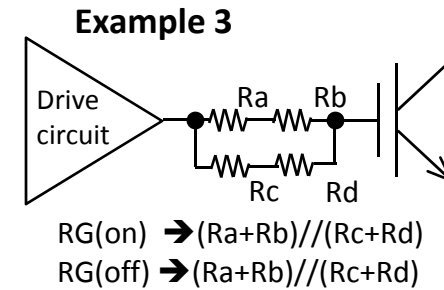 Example 3
Drive
circuit
Ra
Rb
Rc
Rd
RG(on) ➔(Ra+Rb)//(Rc+Rd)
RG(off) ➔(Ra+Rb)//(Rc+Rd)